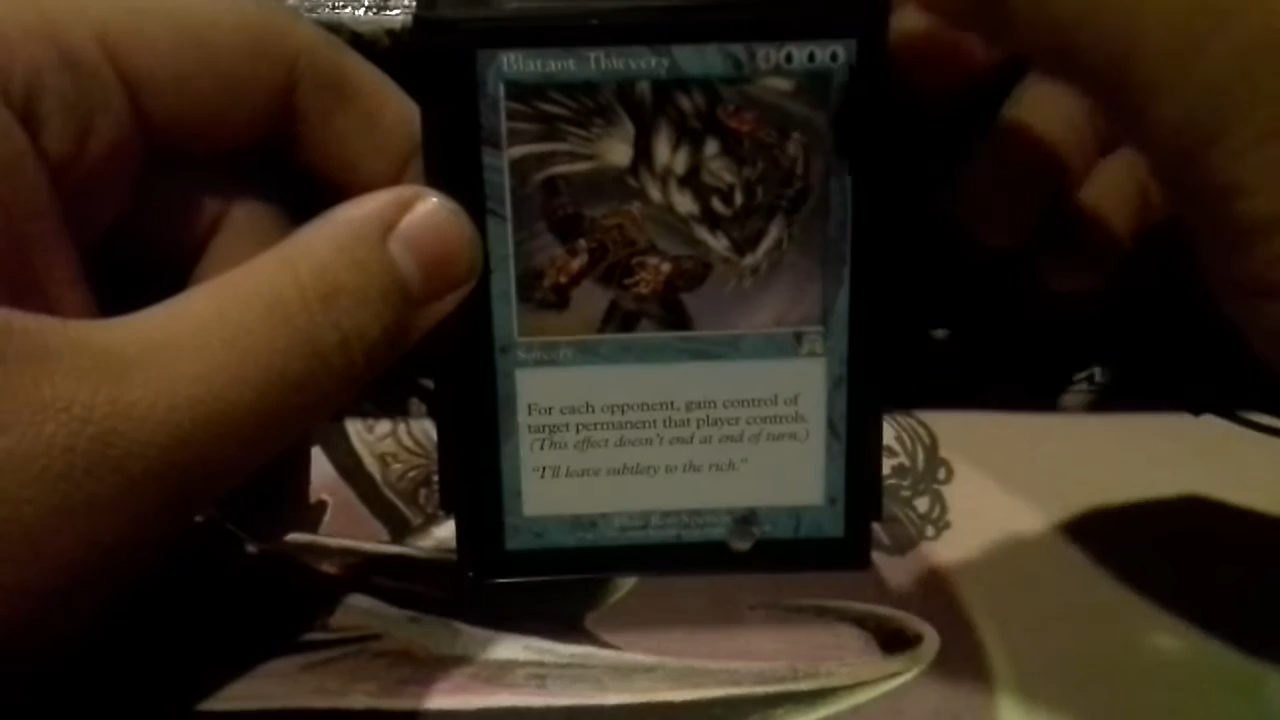 Blatant Thievery
Sorcery
For each opponent, gain control of
target permanent that player controls.
(This effect doesn't end at end of turn.)
"I'll leave subtlety to the rich."